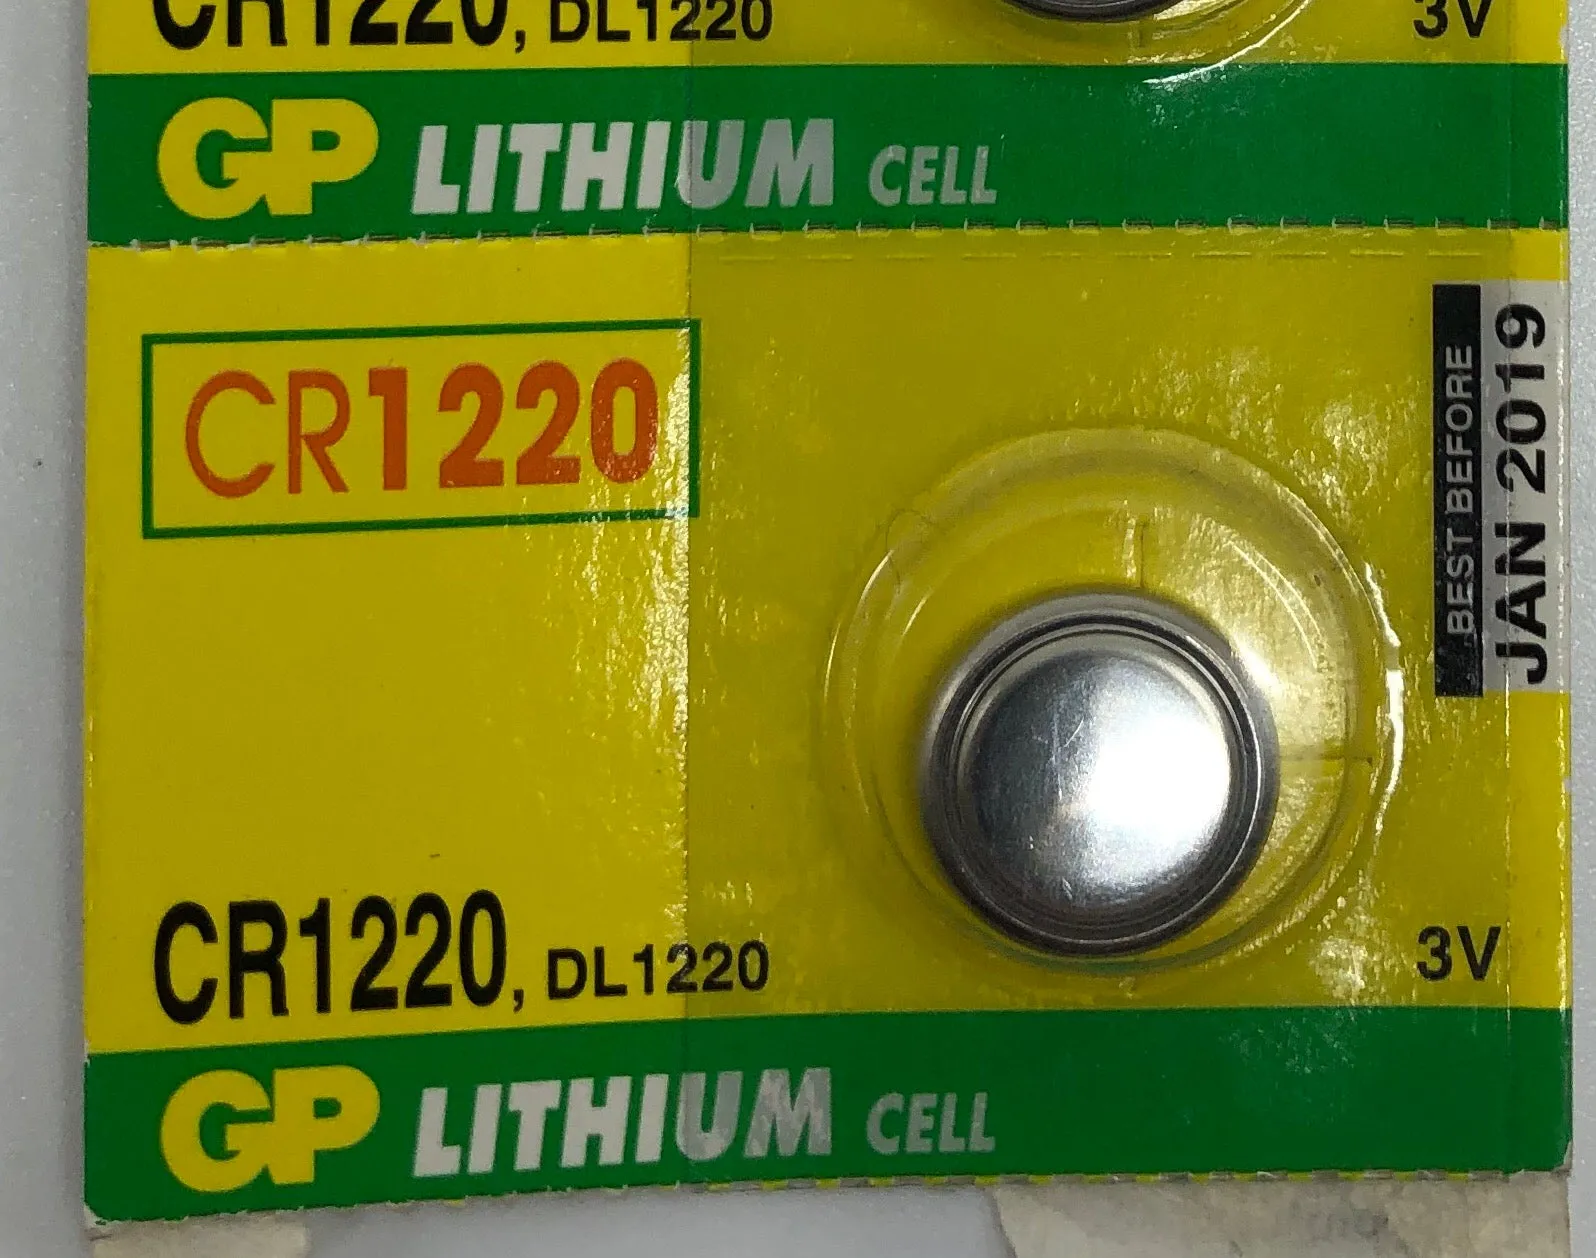 CR1220, DL1220 3V
GP LITHIUM CELL
CR1220
BEST BEFORE
JAN 2019
CR1220, DL1220 3V
GP LITHIUM CELL